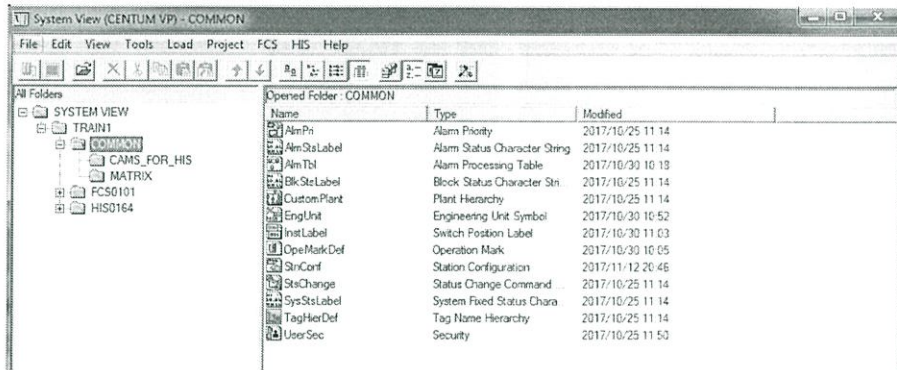 System View (CENTUM VP) - COMMON
File Edit View Tools Load Project FCS HIS Help
All Folders
SYSTEM VIEW
TRAIN1
COMMON
CAMS_FOR_HIS
MATRIX
FCS0101
HIS0164
Opened Folder : COMMON
Name Type Modified
AlmPri Alarm Priority 2017/10/25 11:14
AlmStsLabel Alarm Status Character String 2017/10/25 11:14
AlmTbl Alarm Processing Table 2017/10/30 10:18
BlkStsLabel Block Status Character Stri... 2017/10/25 11:14
CustomPlant Plant Hierarchy 2017/10/25 11:14
EngUnit Engineering Unit Symbol 2017/10/30 10:52
InstLabel Switch Position Label 2017/10/30 11:03
OpeMarkDef Operation Mark 2017/10/30 10:05
StnConf Station Configuration 2017/11/12 20:46
StsChange Status Change Command ... 2017/10/25 11:14
SysStsLabel System Fixed Status Chara... 2017/10/25 11:14
TagHierDef Tag Name Hierarchy 2017/10/25 11:14
UserSec Security 2017/10/25 11:50